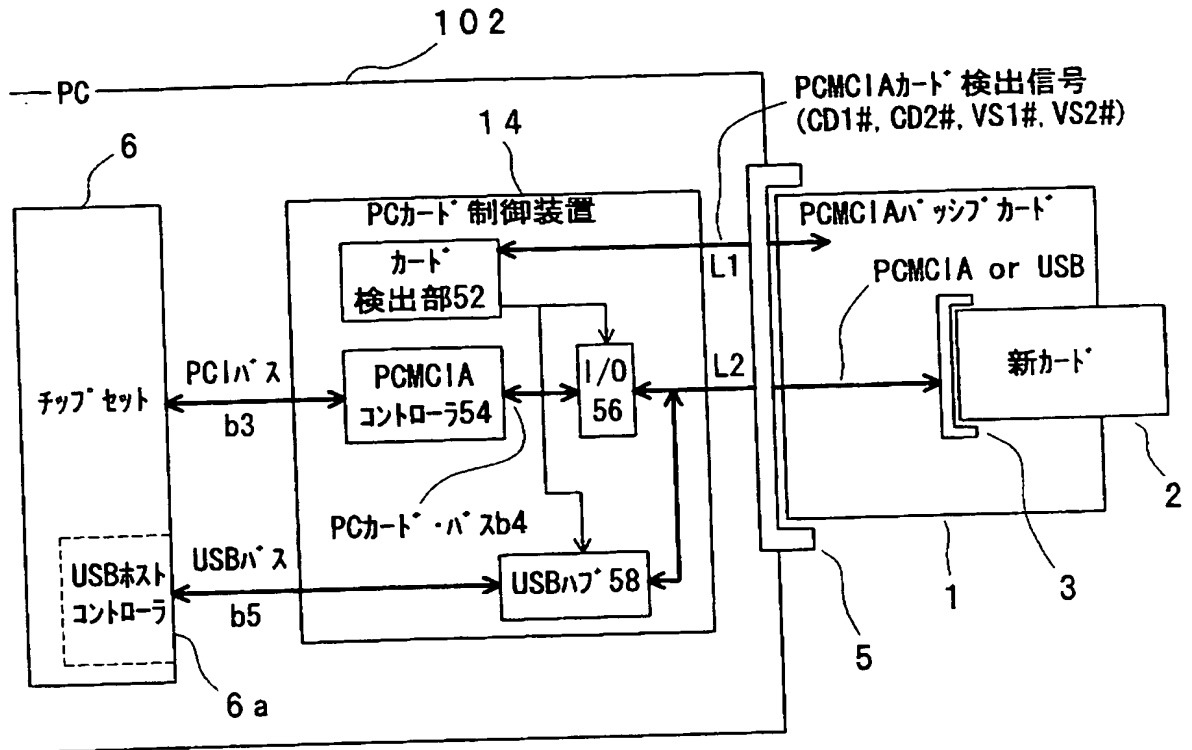 102
PC
PCMCIAカード検出信号
(CD1#, CD2#, VS1#, VS2#)
14
6
PCカード制御装置
PCMCIAパッシブカード
カード
検出部52
L1
PCMCIA or USB
PCIバス
b3
PCMCIA
コントローラ54
I/O
56
L2
新カード
チップセット
2
PCカード・バスb4
USBバス
b5
USBホスト
コントローラ
USBハブ58
1
3
5
6a